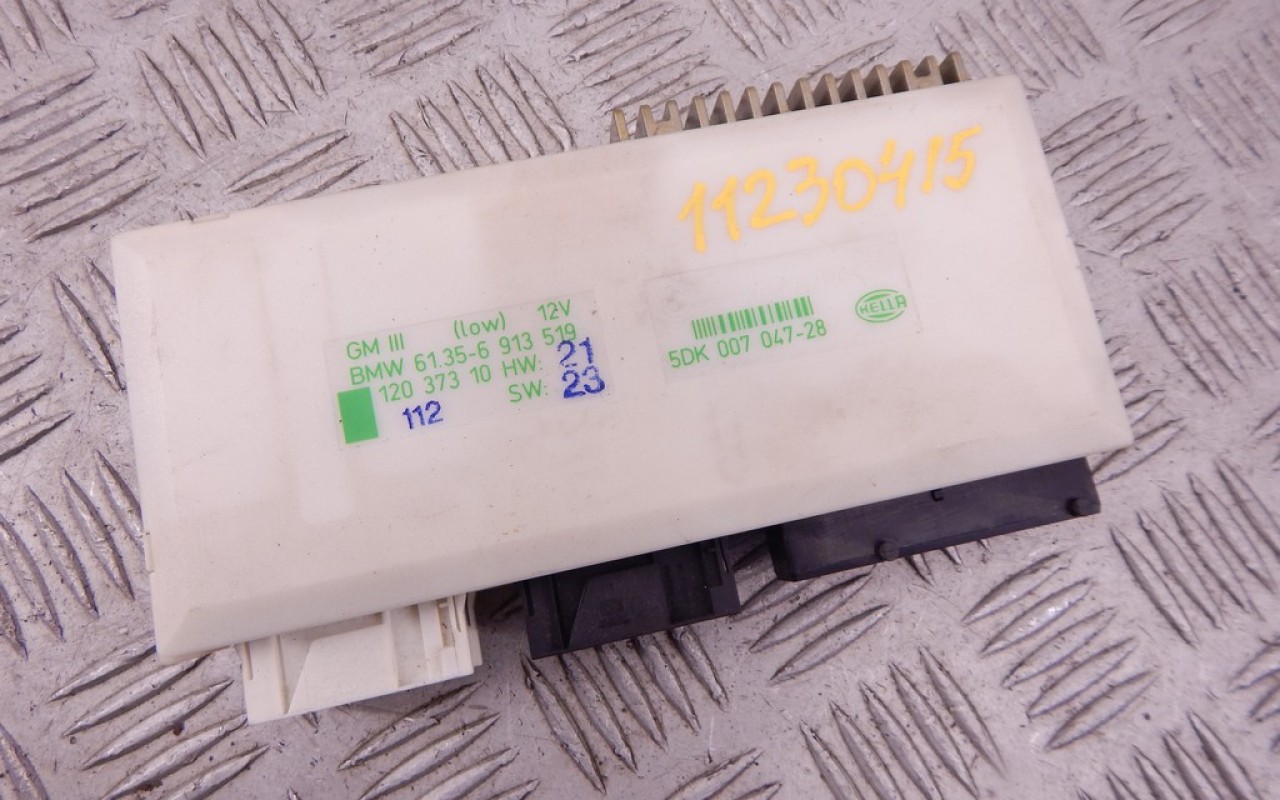 11230415
GM III (low) 12V
BMW 61.35-6 913 519
120 373 10 HW: 21
112 SW: 23
5DK 007 047-28
HELLA